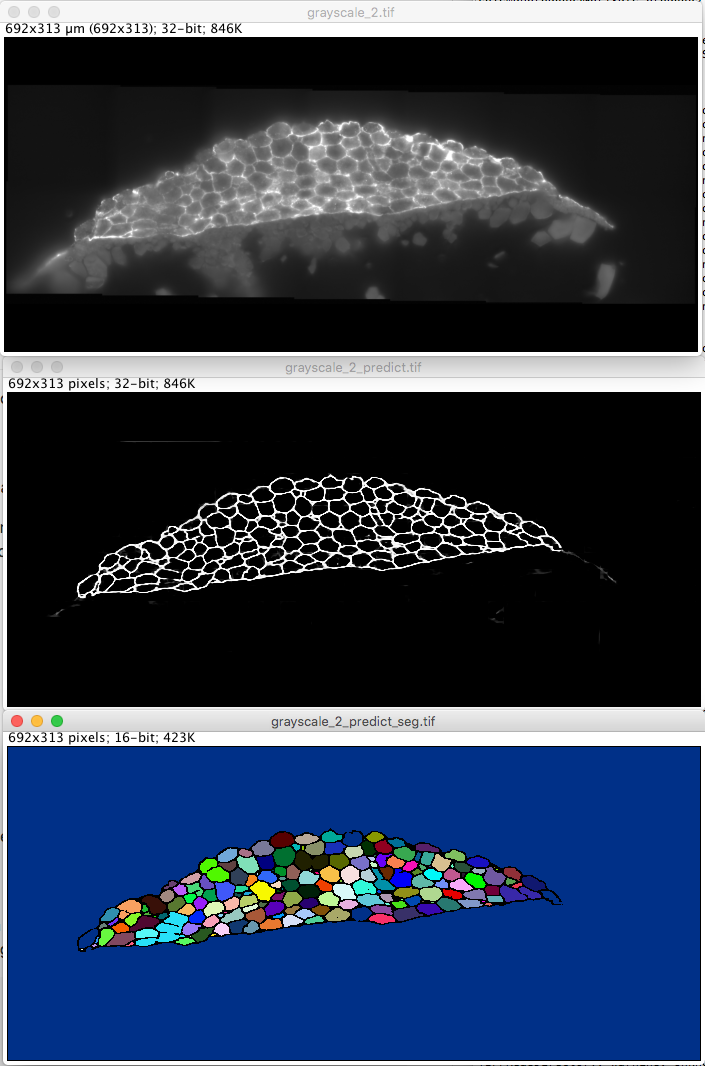 grayscale_2.tif
692x313 µm (692x313); 32-bit; 846K
grayscale_2_predict.tif
692x313 pixels; 32-bit; 846K
grayscale_2_predict_seg.tif
692x313 pixels; 16-bit; 423K